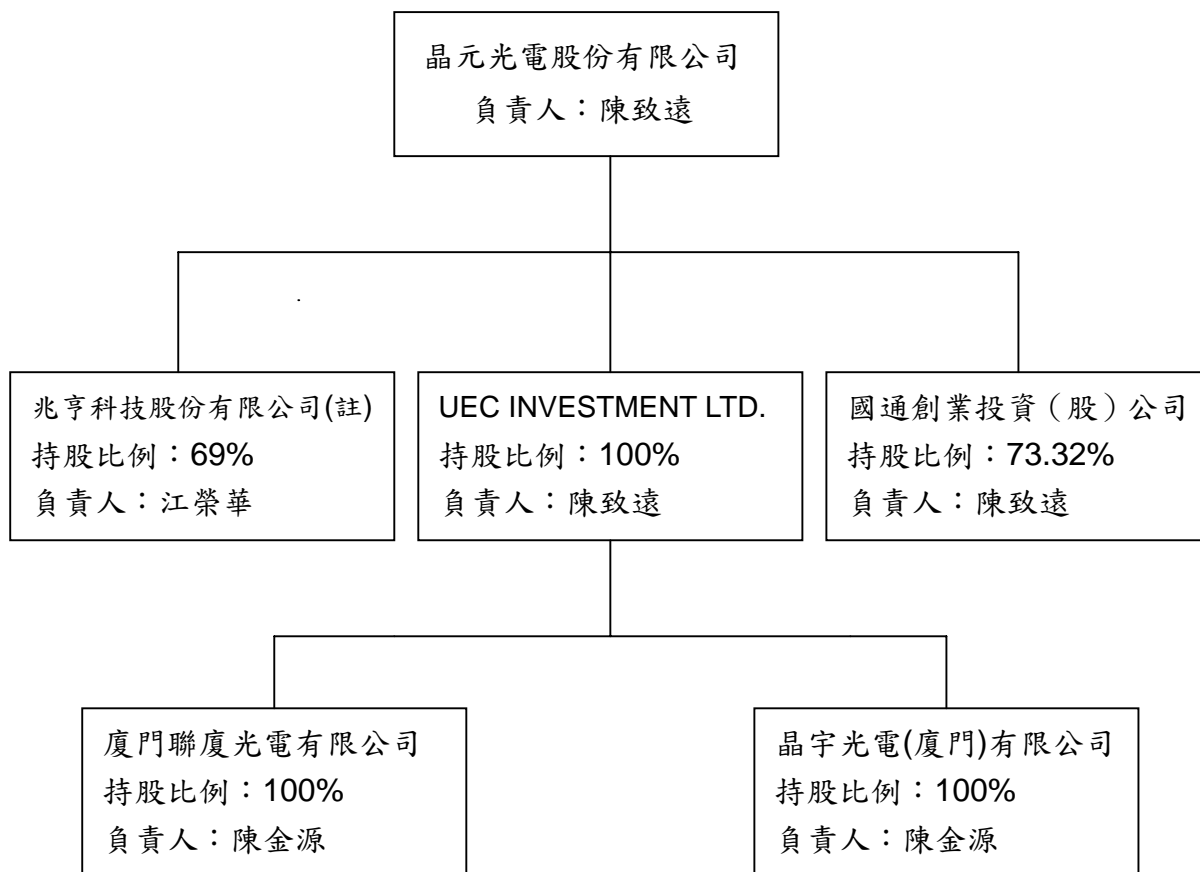 晶元光電股份有限公司
負責人：陳致遠
兆亨科技股份有限公司(註)
持股比例：69%
負責人：江榮華
UEC INVESTMENT LTD.
持股比例：100%
負責人：陳致遠
國通創業投資（股）公司
持股比例：73.32%
負責人：陳致遠
廈門聯廈光電有限公司
持股比例：100%
負責人：陳金源
晶宇光電(廈門)有限公司
持股比例：100%
負責人：陳金源